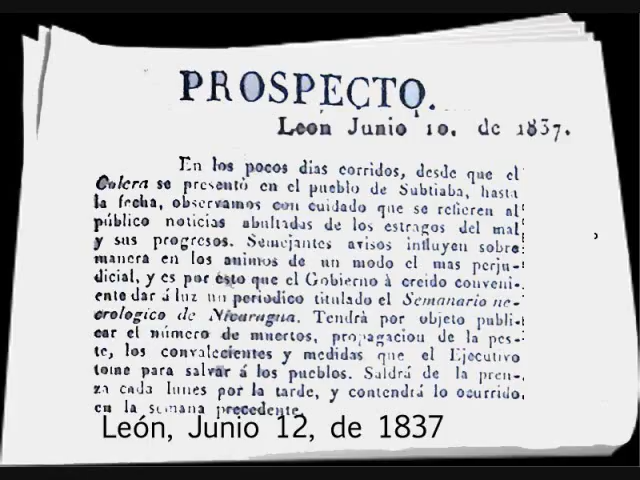 PROSPECTO.
Leon Junio 10. de 1837.
En los pocos dias corridos, desde que el
Colera se presentò en el pueblo de Subtiaba, hasta
la fecha, observamos con cuidado que se refieren al
público noticias abultadas de los estragos del mal
y sus progresos. Semejantes avisos influyen sobre
manera en los animos de un modo el mas perju-
dicial, y es por esto que el Gobierno à creido conveni-
ente dar á luz un periodico titulado el Semanario ne-
crologico de Nicaragua. Tendrá por objeto publi-
car el número de muertos, propagacion de la pes-
te, los convalecientes y medidas que el Ejecutivo
tome para salvar á los pueblos. Saldrá de la pren-
za cada lunes por la tarde, y contendrá lo ocurrido
en la semana precedente.
León, Junio 12, de 1837